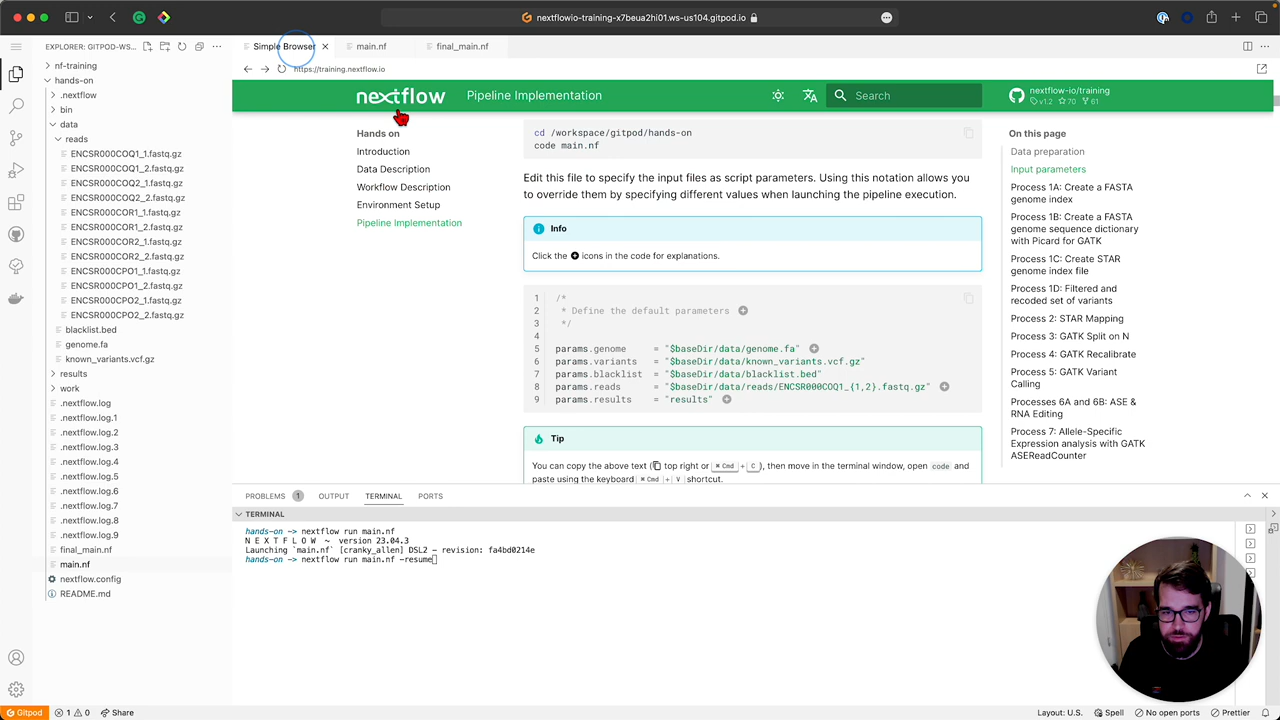 nextflowio-training-x7beua2hi01.ws-us104.gitpod.io
EXPLORER: GITPOD-WS...
nf-training
hands-on
.nextflow
bin
data
reads
ENCSR000COQ1_1.fastq.gz
ENCSR000COQ1_2.fastq.gz
ENCSR000COQ2_1.fastq.gz
ENCSR000COQ2_2.fastq.gz
ENCSR000COR1_1.fastq.gz
ENCSR000COR1_2.fastq.gz
ENCSR000COR2_1.fastq.gz
ENCSR000COR2_2.fastq.gz
ENCSR000CPO1_1.fastq.gz
ENCSR000CPO1_2.fastq.gz
ENCSR000CPO2_1.fastq.gz
ENCSR000CPO2_2.fastq.gz
blacklist.bed
genome.fa
known_variants.vcf.gz
results
work
.nextflow.log
.nextflow.log.1
.nextflow.log.2
.nextflow.log.3
.nextflow.log.4
.nextflow.log.5
.nextflow.log.6
.nextflow.log.7
.nextflow.log.8
.nextflow.log.9
final_main.nf
main.nf
nextflow.config
README.md
Simple Browser
main.nf
final_main.nf
https://training.nextflow.io
nextflow
Pipeline Implementation
Search
nextflow-io/training
v1.2 70 61
Hands on
Introduction
Data Description
Workflow Description
Environment Setup
Pipeline Implementation
cd /workspace/gitpod/hands-on
code main.nf
Edit this file to specify the input files as script parameters. Using this notation allows you
to override them by specifying different values when launching the pipeline execution.
Info
Click the + icons in the code for explanations.
1 /*
2 * Define the default parameters
3 */
4
5 params.genome = "$baseDir/data/genome.fa"
6 params.variants = "$baseDir/data/known_variants.vcf.gz"
7 params.blacklist = "$baseDir/data/blacklist.bed"
8 params.reads = "$baseDir/data/reads/ENCSR000COQ1_{1,2}.fastq.gz"
9 params.results = "results"
Tip
You can copy the above text ( top right or ⌘ Cmd + C ), then move in the terminal window, open code and
paste using the keyboard ⌘ Cmd + V shortcut.
On this page
Data preparation
Input parameters
Process 1A: Create a FASTA
genome index
Process 1B: Create a FASTA
genome sequence dictionary
with Picard for GATK
Process 1C: Create STAR
genome index file
Process 1D: Filtered and
recoded set of variants
Process 2: STAR Mapping
Process 3: GATK Split on N
Process 4: GATK Recalibrate
Process 5: GATK Variant
Calling
Processes 6A and 6B: ASE &
RNA Editing
Process 7: Allele-Specific
Expression analysis with GATK
ASEReadCounter
PROBLEMS 1 OUTPUT TERMINAL PORTS
TERMINAL
hands-on -> nextflow run main.nf
N E X T F L O W ~ version 23.04.3
Launching `main.nf` [cranky_allen] DSL2 - revision: fa4bd0214e
hands-on -> nextflow run main.nf -resume
Gitpod 1 0 Share
Layout: U.S. Spell No open ports Prettier